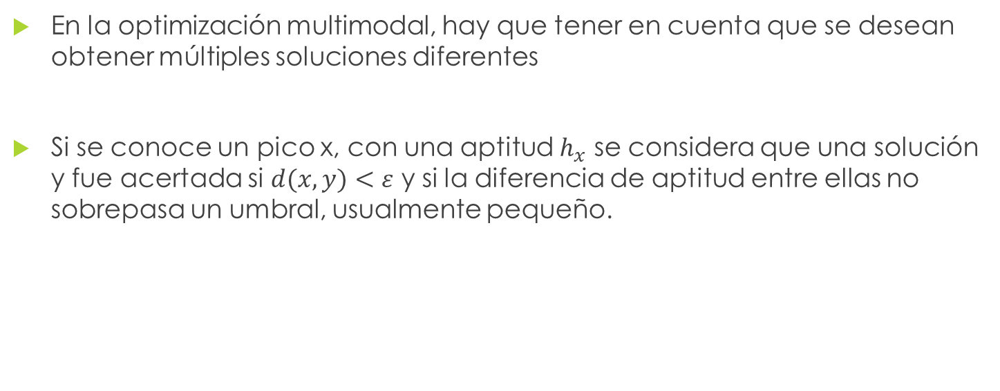 En la optimización multimodal, hay que tener en cuenta que se desean
obtener múltiples soluciones diferentes
Si se conoce un pico x, con una aptitud hₓ se considera que una solución
y fue acertada si d(x, y) < ε y si la diferencia de aptitud entre ellas no
sobrepasa un umbral, usualmente pequeño.